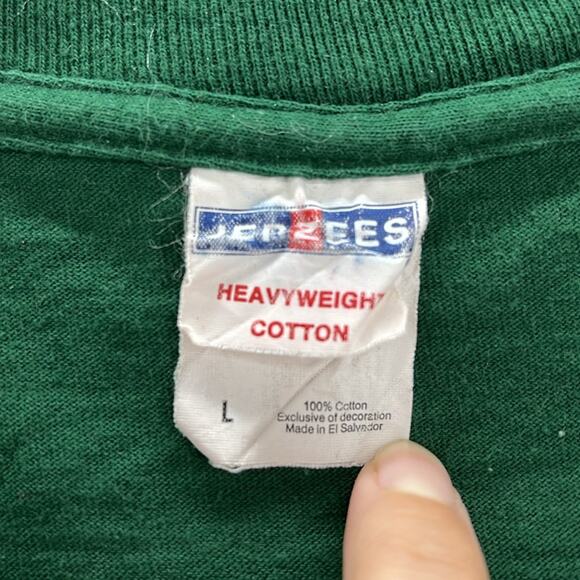 JERZEES
HEAVYWEIGHT
COTTON
L
100% Cotton
Exclusive of decoration
Made in El Salvador